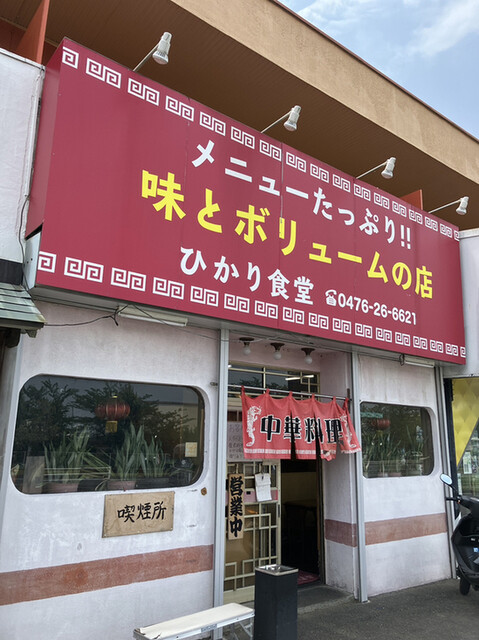 メニューたっぷり!!
味とボリュームの店
ひかり食堂 ☎0476-26-6621
中華料理
営業中
喫煙所